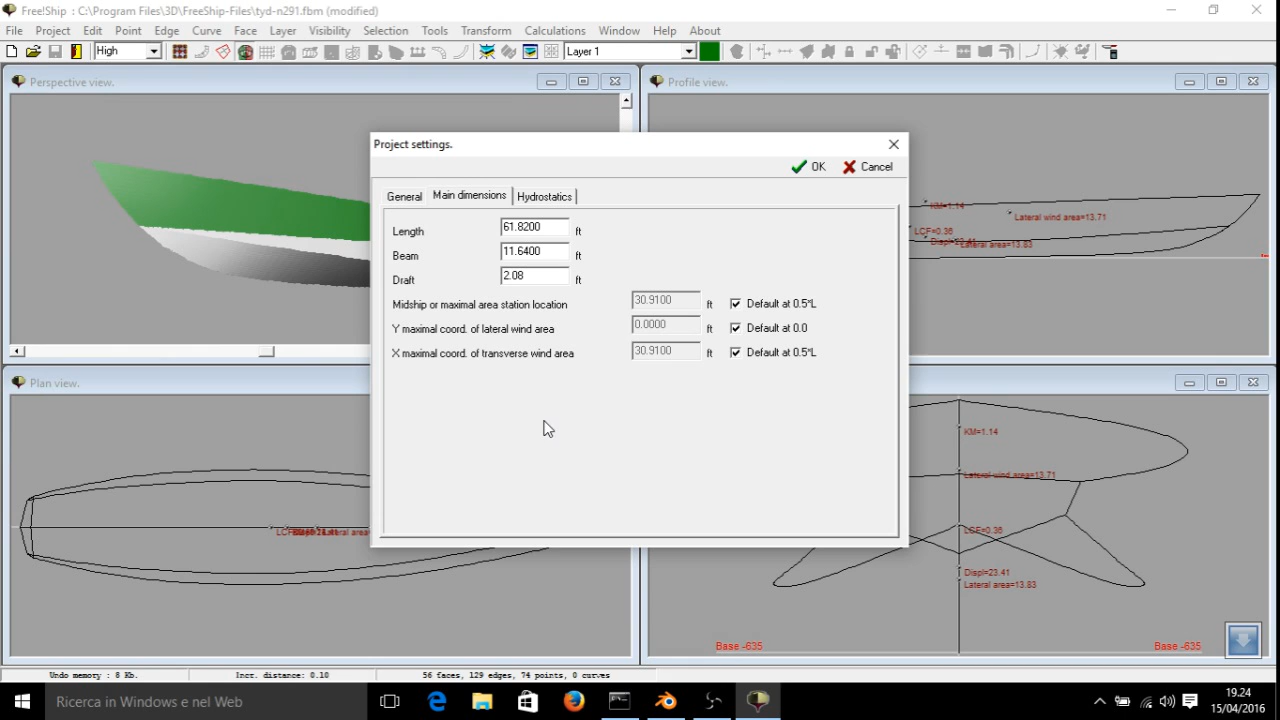 Free!Ship : C:\Program Files\3D\FreeShip-Files\tyd-n291.fbm (modified)
File Project Edit Point Edge Curve Face Layer Visibility Selection Tools Transform Calculations Window Help About
High Layer 1
Perspective view.
Profile view.
KM=1.14
Lateral wind area=13.71
LCF=0.36
Displ=23.41
Lateral area=13.83
Project settings.
OK Cancel
General Main dimensions Hydrostatics
Length 61.8200 ft
Beam 11.6400 ft
Draft 2.08 ft
Midship or maximal area station location 30.9100 ft Default at 0.5*L
Y maximal coord. of lateral wind area 0.0000 ft Default at 0.0
X maximal coord. of transverse wind area 30.9100 ft Default at 0.5*L
Plan view.
KM=1.14
Lateral wind area=13.71
LCF=0.36
Displ=23.41
Lateral area=13.83
Base -635 Base -635
Undo memory : 8 Kb. Incr. distance: 0.10 56 faces, 129 edges, 74 points, 0 curves
Ricerca in Windows e nel Web
19.24
15/04/2016